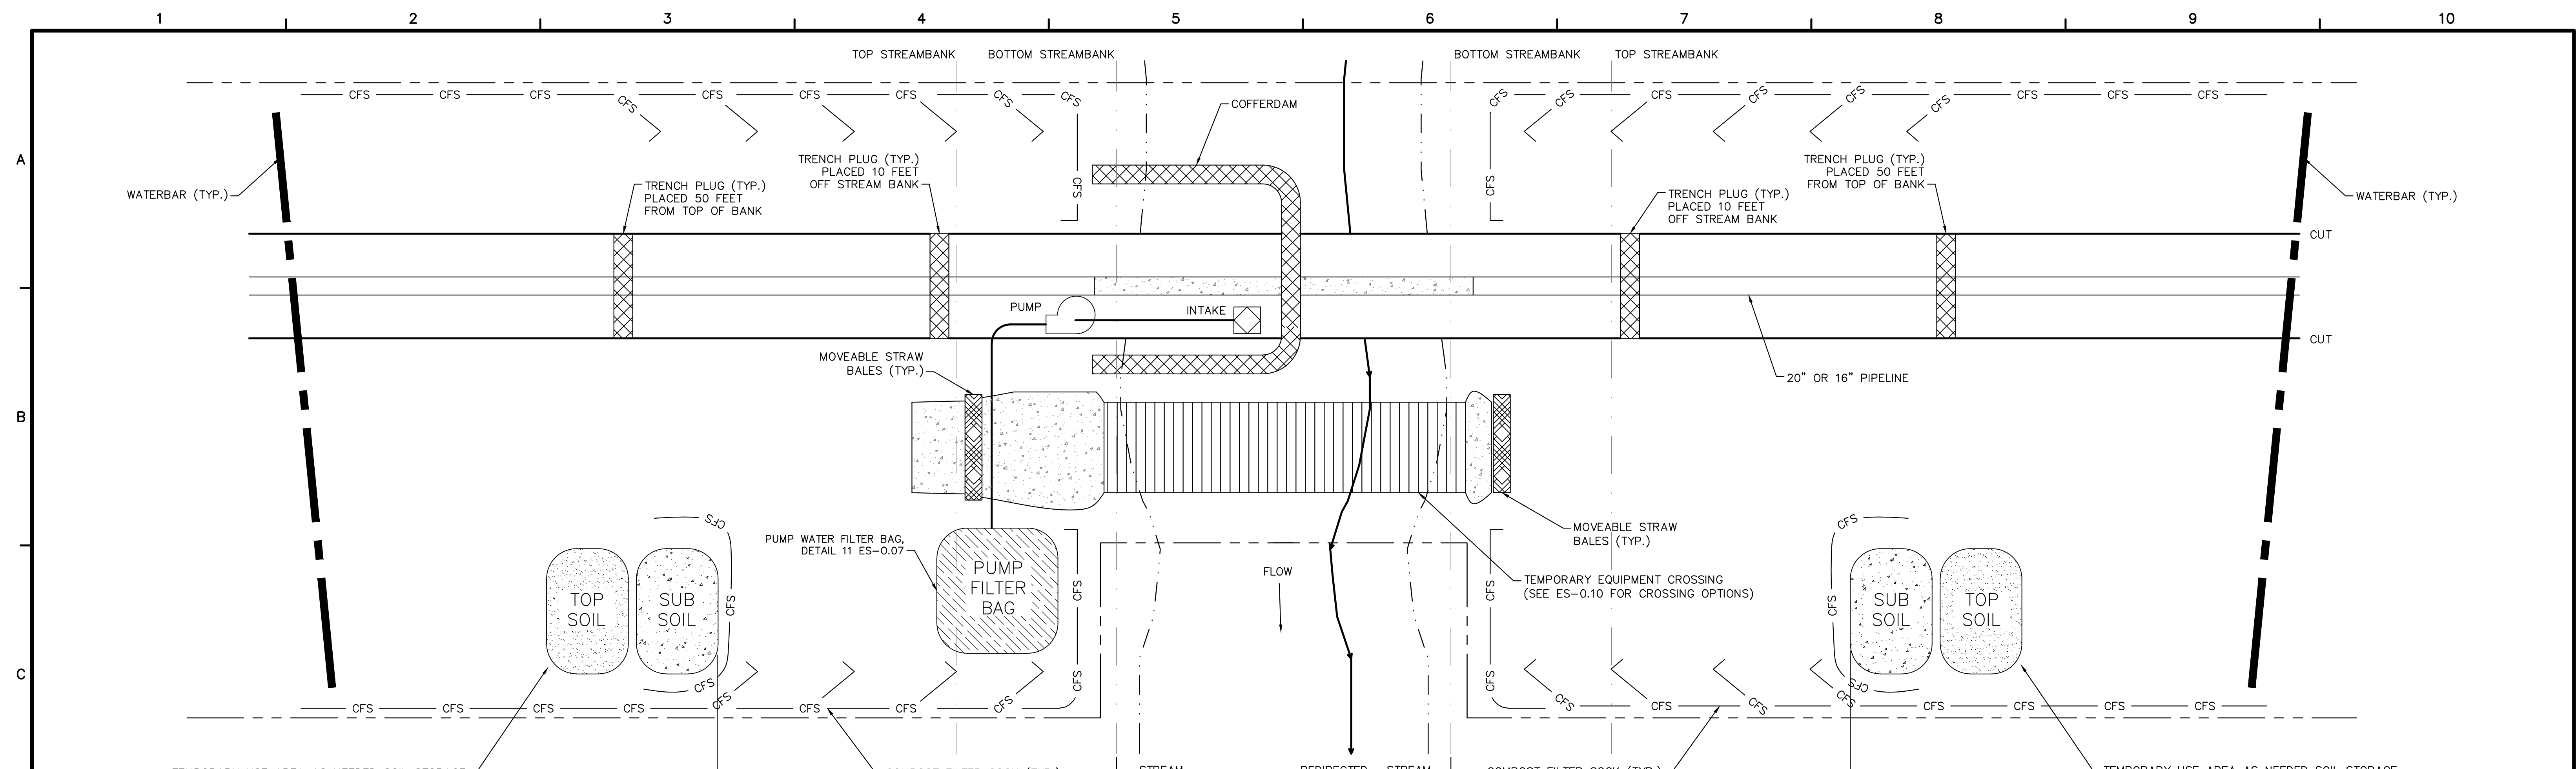 1 2 3 4 5 6 7 8 9 10
TOP STREAMBANK BOTTOM STREAMBANK BOTTOM STREAMBANK TOP STREAMBANK
CFS CFS CFS CFS CFS CFS CFS CFS CFS CFS CFS CFS CFS CFS CFS CFS CFS CFS
COFFERDAM
A
TRENCH PLUG (TYP.)
PLACED 10 FEET
OFF STREAM BANK
TRENCH PLUG (TYP.)
PLACED 50 FEET
FROM TOP OF BANK
CFS
CFS
WATERBAR (TYP.)
TRENCH PLUG (TYP.)
PLACED 50 FEET
FROM TOP OF BANK
TRENCH PLUG (TYP.)
PLACED 10 FEET
OFF STREAM BANK
WATERBAR (TYP.)
CUT
PUMP
INTAKE
CUT
MOVEABLE STRAW
BALES (TYP.)
20" OR 16" PIPELINE
B
PUMP WATER FILTER BAG,
DETAIL 11 ES-0.07
MOVEABLE STRAW
BALES (TYP.)
CFS
CFS
PUMP
FILTER
BAG
FLOW
TEMPORARY EQUIPMENT CROSSING
(SEE ES-0.10 FOR CROSSING OPTIONS)
TOP
SOIL
SUB
SOIL
CFS
CFS
CFS
CFS
SUB
SOIL
TOP
SOIL
C
CFS
CFS
CFS
CFS
CFS CFS CFS CFS CFS CFS CFS CFS CFS CFS CFS CFS CFS CFS CFS CFS